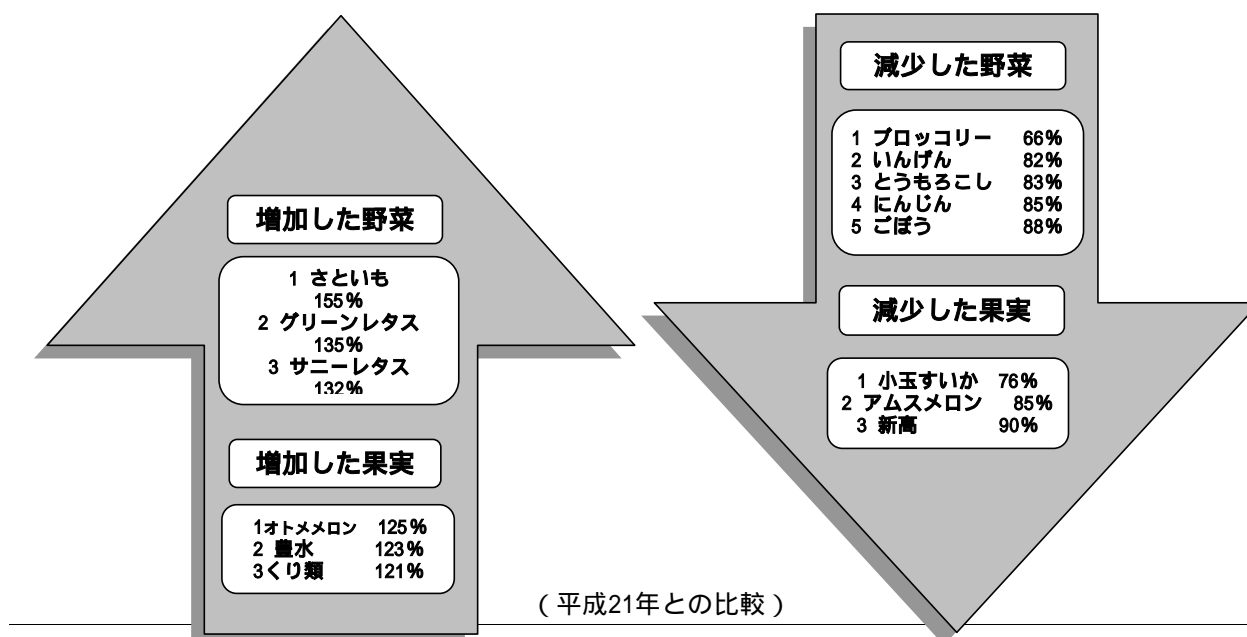 増加した野菜
1 さといも
155%
2 グリーンレタス
135%
3 サニーレタス
132%
増加した果実
1オトメメロン 125%
2 豊水 123%
3くり類 121%
減少した野菜
1 ブロッコリー 66%
2 いんげん 82%
3 とうもろこし 83%
4 にんじん 85%
5 ごぼう 88%
減少した果実
1 小玉すいか 76%
2 アムスメロン 85%
3 新高 90%
（平成21年との比較）